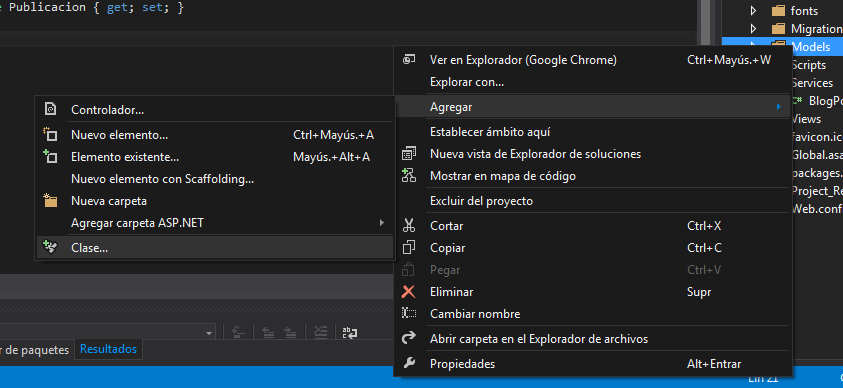 Publicacion { get; set; }
fonts
Migration
Models
Scripts
Services
C# BlogPo
Views
Global.asa
packages.
Project_Re
Web.conf
Ver en Explorador (Google Chrome) Ctrl+Mayús.+W
Explorar con...
Agregar
Establecer ámbito aquí
Nueva vista de Explorador de soluciones
Mostrar en mapa de código
Excluir del proyecto
Cortar Ctrl+X
Copiar Ctrl+C
Pegar Ctrl+V
Eliminar Supr
Cambiar nombre
Abrir carpeta en el Explorador de archivos
Propiedades Alt+Entrar
Controlador...
Nuevo elemento... Ctrl+Mayús.+A
Elemento existente... Mayús.+Alt+A
Nuevo elemento con Scaffolding...
Nueva carpeta
Agregar carpeta ASP.NET
Clase...
r de paquetes Resultados
Lín 21